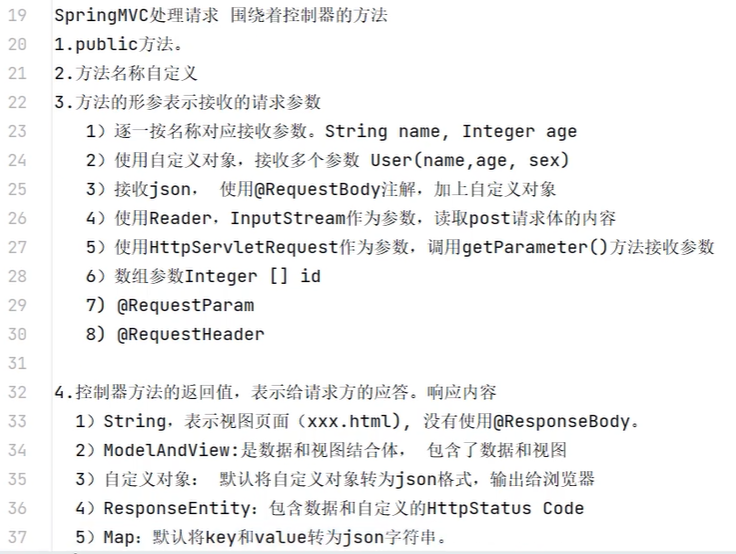 19 SpringMVC处理请求 围绕着控制器的方法
20 1.public方法。
21 2.方法名称自定义
22 3.方法的形参表示接收的请求参数
23 1）逐一按名称对应接收参数。String name, Integer age
24 2）使用自定义对象，接收多个参数 User(name,age, sex)
25 3）接收json， 使用@RequestBody注解，加上自定义对象
26 4）使用Reader，InputStream作为参数，读取post请求体的内容
27 5）使用HttpServletRequest作为参数，调用getParameter()方法接收参数
28 6）数组参数Integer [] id
29 7) @RequestParam
30 8) @RequestHeader
31
32 4.控制器方法的返回值，表示给请求方的应答。响应内容
33 1）String，表示视图页面（xxx.html), 没有使用@ResponseBody。
34 2）ModelAndView:是数据和视图结合体， 包含了数据和视图
35 3）自定义对象： 默认将自定义对象转为json格式，输出给浏览器
36 4）ResponseEntity：包含数据和自定义的HttpStatus Code
37 5）Map：默认将key和value转为json字符串。